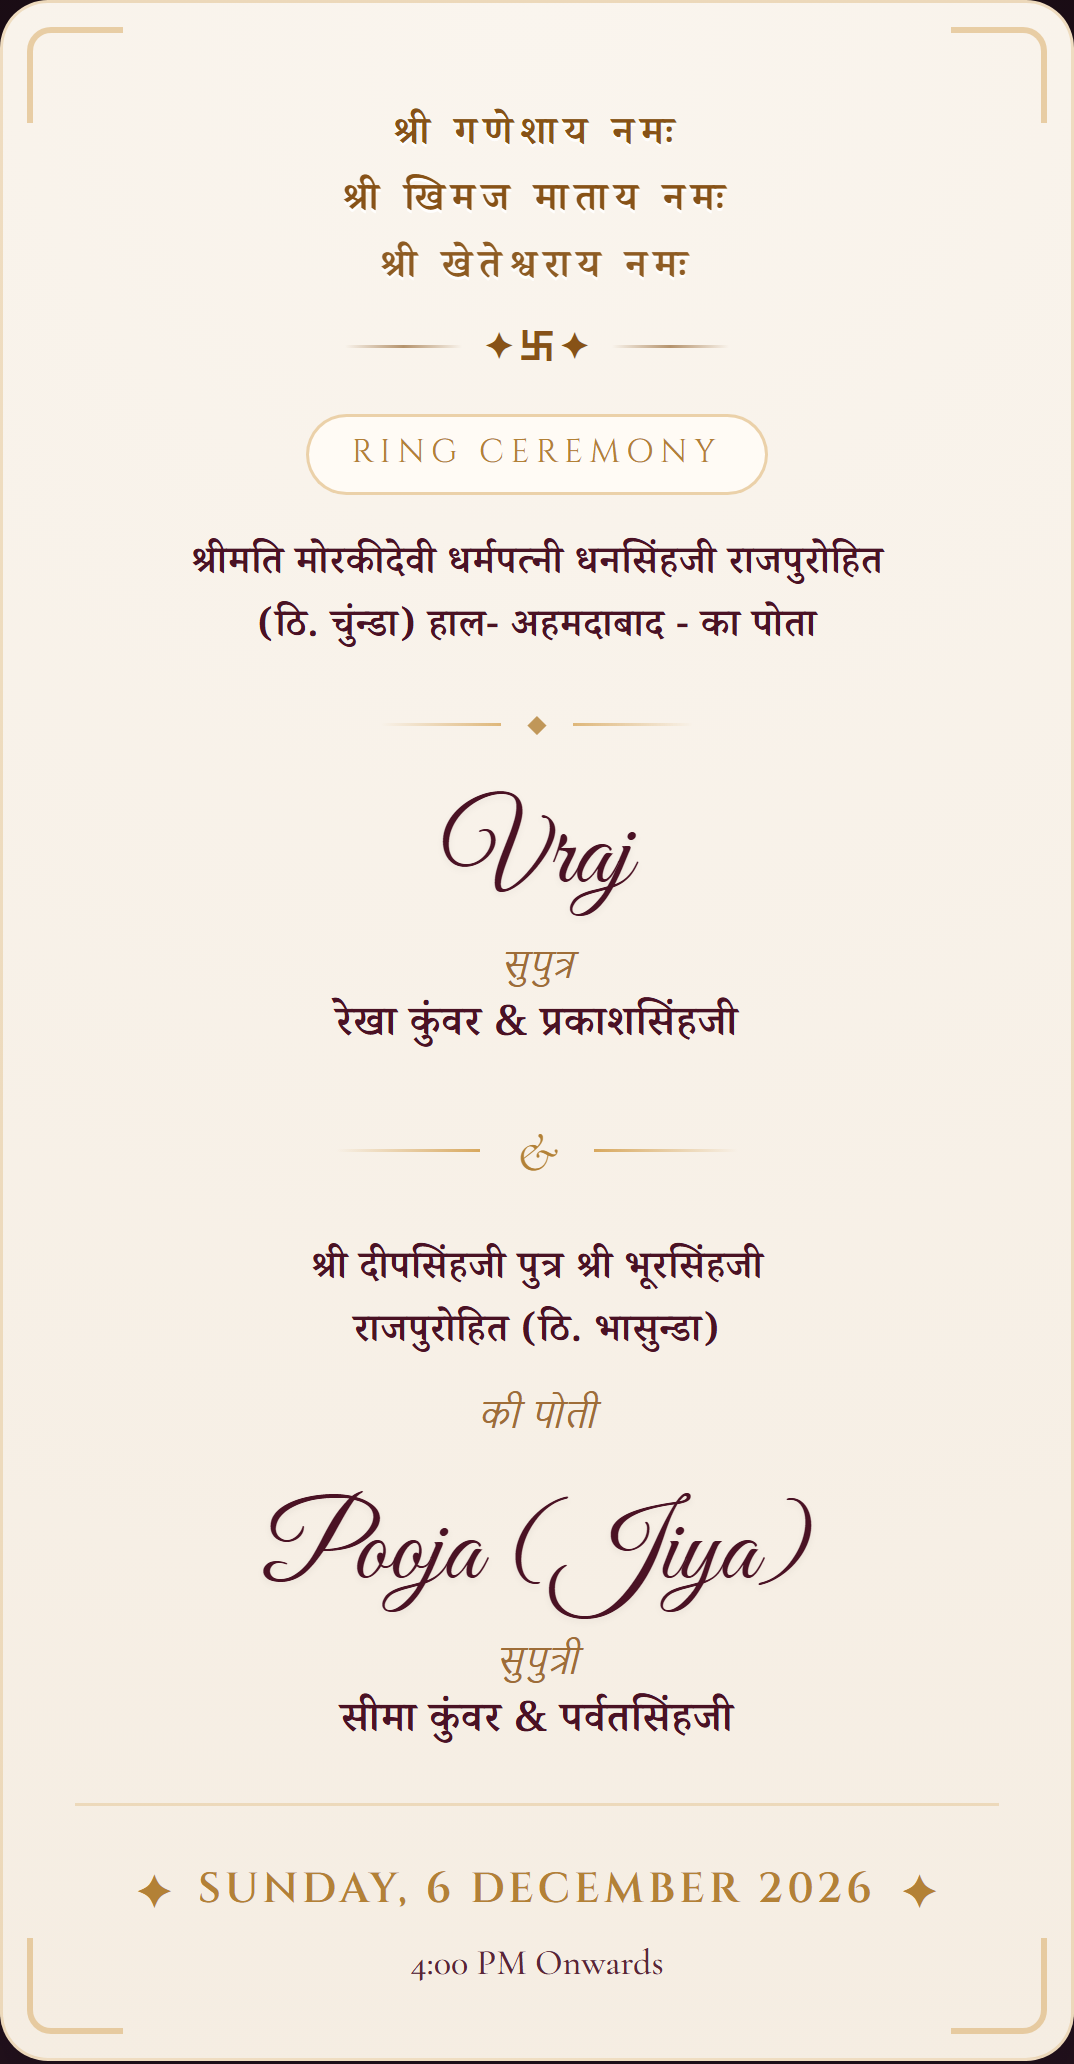 श्री गणेशाय नमः
श्री खिमज माताय नमः
श्री खेतेश्वराय नमः
✦卐✦
RING CEREMONY
श्रीमति मोरकीदेवी धर्मपत्नी धनसिंहजी राजपुरोहित
(ठि. चुंन्डा) हाल- अहमदाबाद - का पोता
Vraj
सुपुत्र
रेखा कुंवर & प्रकाशसिंहजी
&
श्री दीपसिंहजी पुत्र श्री भूरसिंहजी
राजपुरोहित (ठि. भासुन्डा)
की पोती
Pooja (Jiya)
सुपुत्री
सीमा कुंवर & पर्वतसिंहजी
✦ SUNDAY, 6 DECEMBER 2026 ✦
4:00 PM Onwards